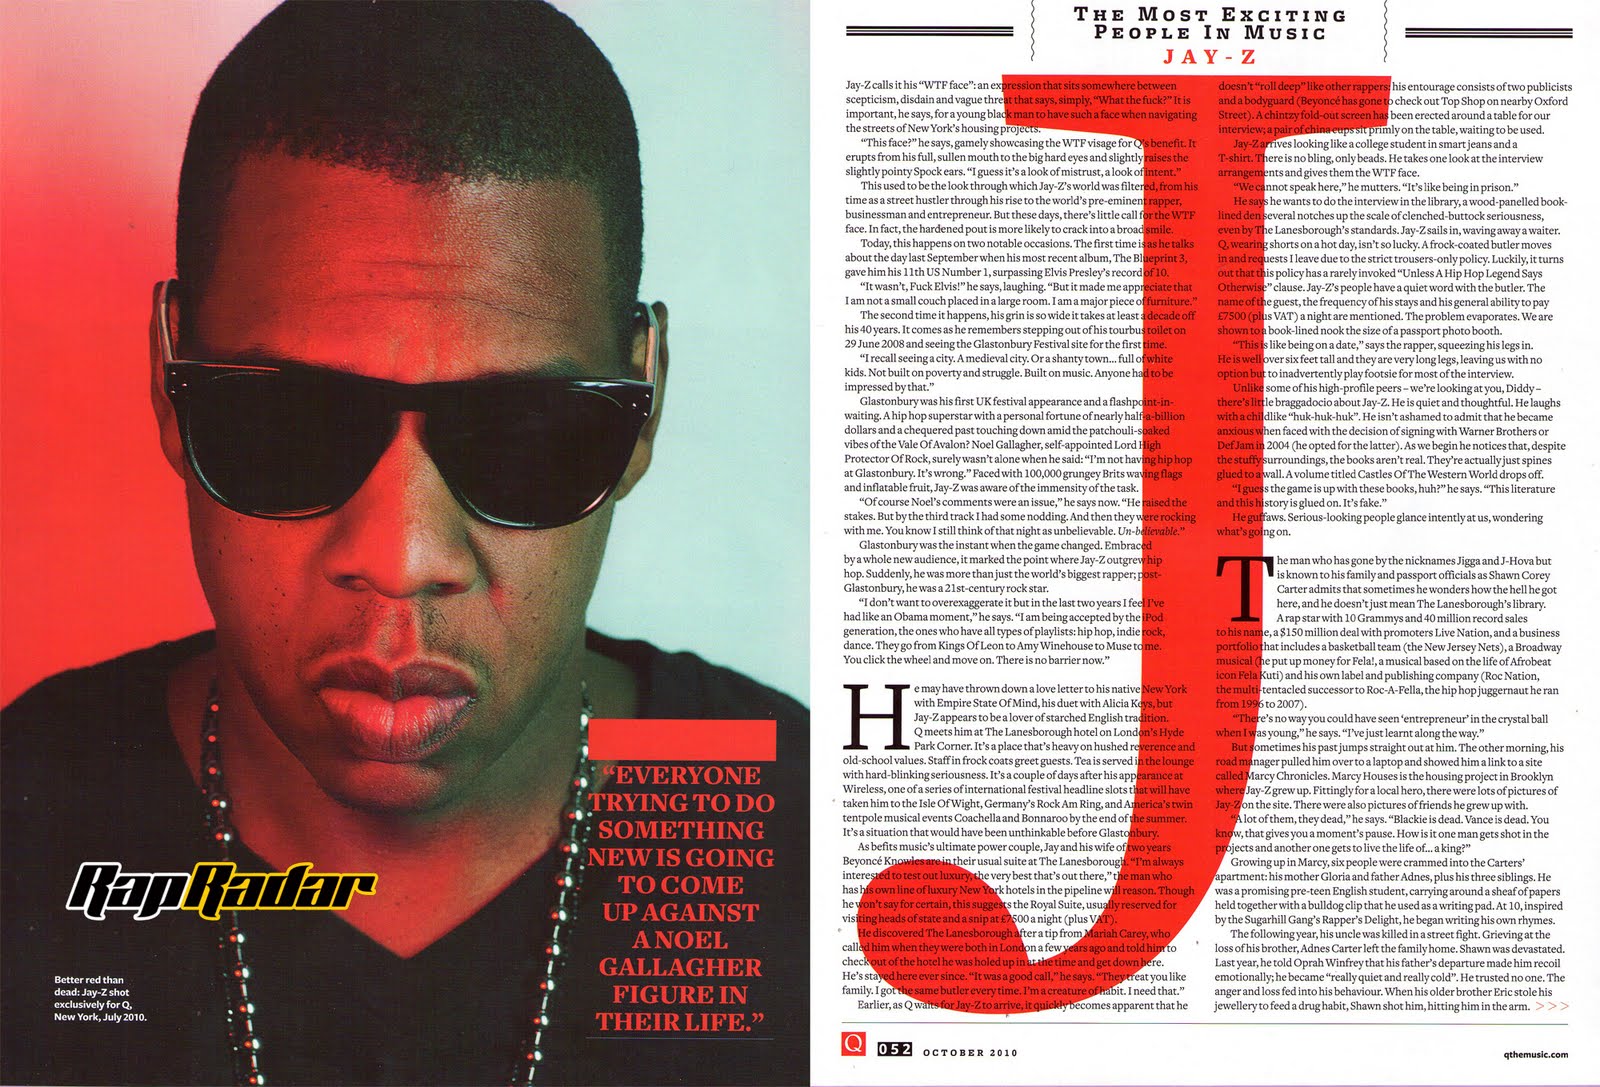 "EVERYONE
TRYING TO DO
SOMETHING
NEW IS GOING
TO COME
UP AGAINST
A NOEL
GALLAGHER
FIGURE IN
THEIR LIFE."
RapRadar
Better red than
dead: Jay-Z shot
exclusively for Q,
New York, July 2010.
THE MOST EXCITING
PEOPLE IN MUSIC
JAY-Z
J
Jay-Z calls it his “WTF face”: an expression that sits somewhere between
scepticism, disdain and vague threat that says, simply, “What the fuck?” It is
important, he says, for a young black man to have such a face when navigating
the streets of New York's housing projects.
“This face?” he says, gamely showcasing the WTF visage for Q's benefit. It
erupts from his full, sullen mouth to the big hard eyes and slightly raises the
slightly pointy Spock ears. “I guess it's a look of mistrust, a look of intent.”
This used to be the look through which Jay-Z's world was filtered, from his
time as a street hustler through his rise to the world's pre-eminent rapper,
businessman and entrepreneur. But these days, there's little call for the WTF
face. In fact, the hardened pout is more likely to crack into a broad smile.
Today, this happens on two notable occasions. The first time is as he talks
about the day last September when his most recent album, The Blueprint 3,
gave him his 11th US Number 1, surpassing Elvis Presley's record of 10.
“It wasn't, Fuck Elvis!” he says, laughing. “But it made me appreciate that
I am not a small couch placed in a large room. I am a major piece of furniture.”
The second time it happens, his grin is so wide it takes at least a decade off
his 40 years. It comes as he remembers stepping out of his tourbus toilet on
29 June 2008 and seeing the Glastonbury Festival site for the first time.
“I recall seeing a city. A medieval city. Or a shanty town... full of white
kids. Not built on poverty and struggle. Built on music. Anyone had to be
impressed by that.”
Glastonbury was his first UK festival appearance and a flashpoint-in-
waiting. A hip hop superstar with a personal fortune of nearly half-a-billion
dollars and a chequered past touching down amid the patchouli-soaked
vibes of the Vale Of Avalon? Noel Gallagher, self-appointed Lord High
Protector Of Rock, surely wasn't alone when he said: “I'm not having hip hop
at Glastonbury. It's wrong.” Faced with 100,000 grungey Brits waving flags
and inflatable fruit, Jay-Z was aware of the immensity of the task.
“Of course Noel's comments were an issue,” he says now. “He raised the
stakes. But by the third track I had some nodding. And then they were rocking
with me. You know I still think of that night as unbelievable. Un-believable.”
Glastonbury was the instant when the game changed. Embraced
by a whole new audience, it marked the point where Jay-Z outgrew hip
hop. Suddenly, he was more than just the world's biggest rapper; post-
Glastonbury, he was a 21st-century rock star.
“I don't want to overexaggerate it but in the last two years I feel I've
had like an Obama moment,” he says. “I am being accepted by the iPod
generation, the ones who have all types of playlists: hip hop, indie rock,
dance. They go from Kings Of Leon to Amy Winehouse to Muse to me.
You click the wheel and move on. There is no barrier now.”
He may have thrown down a love letter to his native New York
with Empire State Of Mind, his duet with Alicia Keys, but
Jay-Z appears to be a lover of starched English tradition.
Q meets him at The Lanesborough hotel on London's Hyde
Park Corner. It's a place that's heavy on hushed reverence and
old-school values. Staff in frock coats greet guests. Tea is served in the lounge
with hard-blinking seriousness. It's a couple of days after his appearance at
Wireless, one of a series of international festival headline slots that will have
taken him to the Isle Of Wight, Germany's Rock Am Ring, and America's twin
tentpole musical events Coachella and Bonnaroo by the end of the summer.
It's a situation that would have been unthinkable before Glastonbury.
As befits music's ultimate power couple, Jay and his wife of two years
Beyoncé Knowles are in their usual suite at The Lanesborough. “I'm always
interested to test out luxury, the very best that's out there,” the man who
has his own line of luxury New York hotels in the pipeline will reason. Though
he won't say for certain, this suggests the Royal Suite, usually reserved for
visiting heads of state and a snip at £7500 a night (plus VAT).
He discovered The Lanesborough after a tip from Mariah Carey, who
called him when they were both in London a few years ago and told him to
check out of the hotel he was holed up in at the time and get down here.
He's stayed here ever since. “It was a good call,” he says. “They treat you like
family. I got the same butler every time. I'm a creature of habit. I need that.”
Earlier, as Q waits for Jay-Z to arrive, it quickly becomes apparent that he
doesn't “roll deep” like other rappers: his entourage consists of two publicists
and a bodyguard (Beyoncé has gone to check out Top Shop on nearby Oxford
Street). A chintzy fold-out screen has been erected around a table for our
interview; a pair of china cups sit primly on the table, waiting to be used.
Jay-Z arrives looking like a college student in smart jeans and a
T-shirt. There is no bling, only beads. He takes one look at the interview
arrangements and gives them the WTF face.
“We cannot speak here,” he mutters. “It's like being in prison.”
He says he wants to do the interview in the library, a wood-panelled book-
lined den several notches up the scale of clenched-buttock seriousness,
even by The Lanesborough's standards. Jay-Z sails in, waving away a waiter.
Q, wearing shorts on a hot day, isn't so lucky. A frock-coated butler moves
in and requests I leave due to the strict trousers-only policy. Luckily, it turns
out that this policy has a rarely invoked “Unless A Hip Hop Legend Says
Otherwise” clause. Jay-Z's people have a quiet word with the butler. The
name of the guest, the frequency of his stays and his general ability to pay
£7500 (plus VAT) a night are mentioned. The problem evaporates. We are
shown to a book-lined nook the size of a passport photo booth.
“This is like being on a date,” says the rapper, squeezing his legs in.
He is well over six feet tall and they are very long legs, leaving us with no
option but to inadvertently play footsie for most of the interview.
Unlike some of his high-profile peers – we're looking at you, Diddy –
there's little braggadocio about Jay-Z. He is quiet and thoughtful. He laughs
with a childlike “huk-huk-huk”. He isn't ashamed to admit that he became
anxious when faced with the decision of signing with Warner Brothers or
Def Jam in 2004 (he opted for the latter). As we begin he notices that, despite
the stuffy surroundings, the books aren't real. They're actually just spines
glued to a wall. A volume titled Castles Of The Western World drops off.
“I guess the game is up with these books, huh?” he says. “This literature
and this history is glued on. It's fake.”
He guffaws. Serious-looking people glance intently at us, wondering
what's going on.
The man who has gone by the nicknames Jigga and J-Hova but
is known to his family and passport officials as Shawn Corey
Carter admits that sometimes he wonders how the hell he got
here, and he doesn't just mean The Lanesborough's library.
A rap star with 10 Grammys and 40 million record sales
to his name, a $150 million deal with promoters Live Nation, and a business
portfolio that includes a basketball team (the New Jersey Nets), a Broadway
musical (he put up money for Fela!, a musical based on the life of Afrobeat
icon Fela Kuti) and his own label and publishing company (Roc Nation,
the multi-tentacled successor to Roc-A-Fella, the hip hop juggernaut he ran
from 1996 to 2007).
“There's no way you could have seen ‘entrepreneur’ in the crystal ball
when I was young,” he says. “I've just learnt along the way.”
But sometimes his past jumps straight out at him. The other morning, his
road manager pulled him over to a laptop and showed him a link to a site
called Marcy Chronicles. Marcy Houses is the housing project in Brooklyn
where Jay-Z grew up. Fittingly for a local hero, there were lots of pictures of
Jay-Z on the site. There were also pictures of friends he grew up with.
“A lot of them, they dead,” he says. “Blackie is dead. Vance is dead. You
know, that gives you a moment's pause. How is it one man gets shot in the
projects and another one gets to live the life of... a king?”
Growing up in Marcy, six people were crammed into the Carters'
apartment: his mother Gloria and father Adnes, plus his three siblings. He
was a promising pre-teen English student, carrying around a sheaf of papers
held together with a bulldog clip that he used as a writing pad. At 10, inspired
by the Sugarhill Gang's Rapper's Delight, he began writing his own rhymes.
The following year, his uncle was killed in a street fight. Grieving at the
loss of his brother, Adnes Carter left the family home. Shawn was devastated.
Last year, he told Oprah Winfrey that his father's departure made him recoil
emotionally; he became “really quiet and really cold”. He trusted no one. The
anger and loss fed into his behaviour. When his older brother Eric stole his
jewellery to feed a drug habit, Shawn shot him, hitting him in the arm. >>>
Q 052 OCTOBER 2010
qthemusic.com